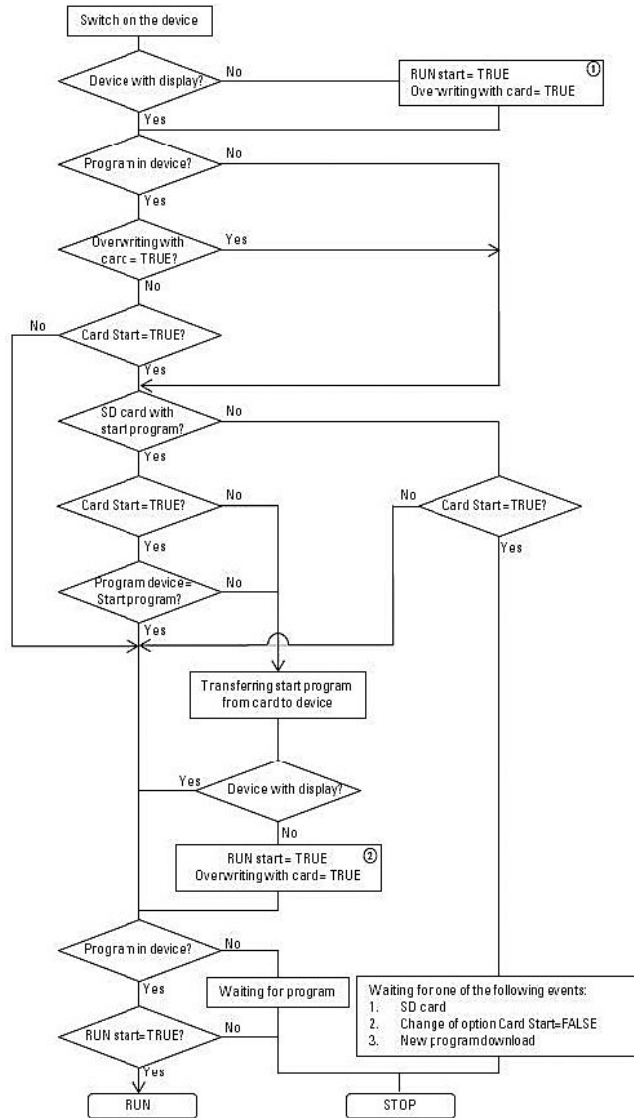 Switch on the device
Device with display?
No
Yes
①
RUN start = TRUE
Overwriting with card = TRUE
Program in device?
No
Yes
Overwriting with
card = TRUE?
Yes
No
No
Card Start = TRUE?
Yes
SD card with
start program?
No
Yes
Card Start = TRUE?
No
Yes
No
Card Start = TRUE?
Yes
Program device =
Start program?
No
Yes
Transferring start program
from card to device
Yes
Device with display?
No
②
RUN start = TRUE
Overwriting with card = TRUE
Program in device?
No
Yes
Waiting for program
Waiting for one of the following events:
1. SD card
2. Change of option Card Start=FALSE
3. New program download
RUN start=TRUE?
No
Yes
RUN
STOP